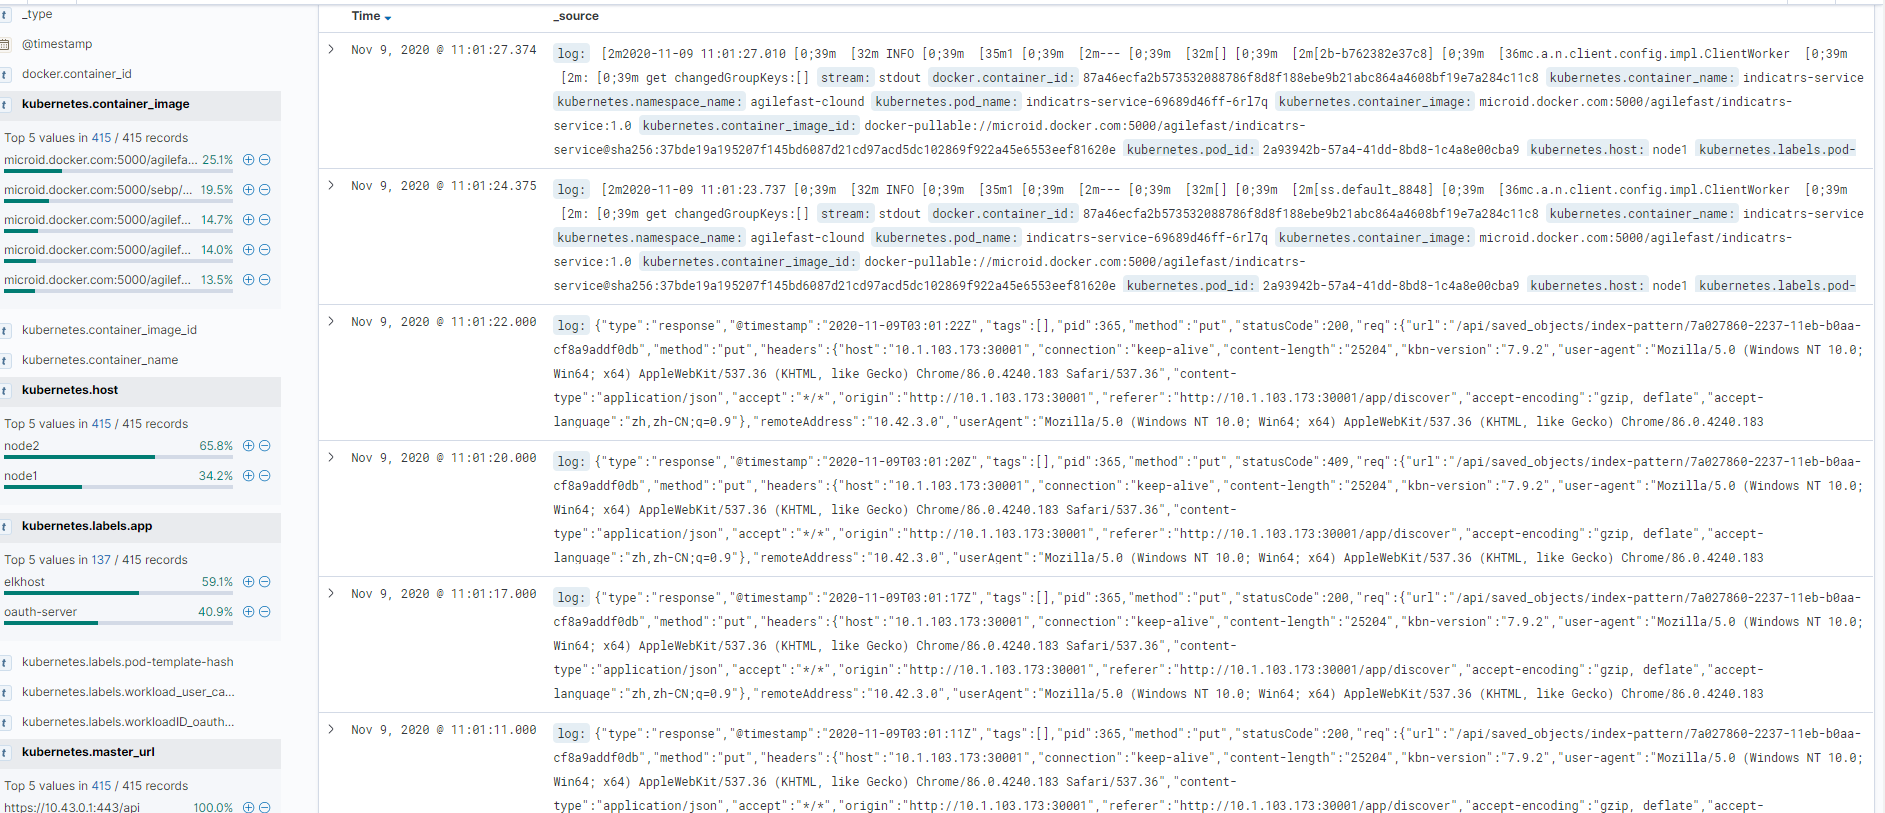 t _type
@timestamp
t docker.container_id
t kubernetes.container_image
Top 5 values in 415 / 415 records
microid.docker.com:5000/agilefa... 25.1%
microid.docker.com:5000/sebp/... 19.5%
microid.docker.com:5000/agilef... 14.7%
microid.docker.com:5000/agilef... 14.0%
microid.docker.com:5000/agilef... 13.5%
t kubernetes.container_image_id
t kubernetes.container_name
t kubernetes.host
Top 5 values in 415 / 415 records
node2 65.8%
node1 34.2%
t kubernetes.labels.app
Top 5 values in 137 / 415 records
elkhost 59.1%
oauth-server 40.9%
t kubernetes.labels.pod-template-hash
t kubernetes.labels.workload_user_ca...
t kubernetes.labels.workloadID_oauth...
t kubernetes.master_url
Top 5 values in 415 / 415 records
https://10.43.0.1:443/api 100.0%
Time _source
Nov 9, 2020 @ 11:01:27.374 log: [2m2020-11-09 11:01:27.010 [0;39m [32m INFO [0;39m [35m1 [0;39m [2m--- [0;39m [32m[] [0;39m [2m[2b-b762382e37c8] [0;39m [36mc.a.n.client.config.impl.ClientWorker [0;39m
[2m: [0;39m get changedGroupKeys:[] stream: stdout docker.container_id: 87a46ecfa2b573532088786f8d8f188ebe9b21abc864a4608bf19e7a284c11c8 kubernetes.container_name: indicatrs-service
kubernetes.namespace_name: agilefast-clound kubernetes.pod_name: indicatrs-service-69689d46ff-6rl7q kubernetes.container_image: microid.docker.com:5000/agilefast/indicatrs-
service:1.0 kubernetes.container_image_id: docker-pullable://microid.docker.com:5000/agilefast/indicatrs-
service@sha256:37bde19a195207f145bd6087d21cd97acd5dc102869f922a45e6553eef81620e kubernetes.pod_id: 2a93942b-57a4-41dd-8bd8-1c4a8e00cba9 kubernetes.host: node1 kubernetes.labels.pod-
Nov 9, 2020 @ 11:01:24.375 log: [2m2020-11-09 11:01:23.737 [0;39m [32m INFO [0;39m [35m1 [0;39m [2m--- [0;39m [32m[] [0;39m [2m[ss.default_8848] [0;39m [36mc.a.n.client.config.impl.ClientWorker [0;39m
[2m: [0;39m get changedGroupKeys:[] stream: stdout docker.container_id: 87a46ecfa2b573532088786f8d8f188ebe9b21abc864a4608bf19e7a284c11c8 kubernetes.container_name: indicatrs-service
kubernetes.namespace_name: agilefast-clound kubernetes.pod_name: indicatrs-service-69689d46ff-6rl7q kubernetes.container_image: microid.docker.com:5000/agilefast/indicatrs-
service:1.0 kubernetes.container_image_id: docker-pullable://microid.docker.com:5000/agilefast/indicatrs-
service@sha256:37bde19a195207f145bd6087d21cd97acd5dc102869f922a45e6553eef81620e kubernetes.pod_id: 2a93942b-57a4-41dd-8bd8-1c4a8e00cba9 kubernetes.host: node1 kubernetes.labels.pod-
Nov 9, 2020 @ 11:01:22.000 log: {"type":"response","@timestamp":"2020-11-09T03:01:22Z","tags":[],"pid":365,"method":"put","statusCode":200,"req":{"url":"/api/saved_objects/index-pattern/7a027860-2237-11eb-b0aa-
cf8a9addf0db","method":"put","headers":{"host":"10.1.103.173:30001","connection":"keep-alive","content-length":"25204","kbn-version":"7.9.2","user-agent":"Mozilla/5.0 (Windows NT 10.0;
Win64; x64) AppleWebKit/537.36 (KHTML, like Gecko) Chrome/86.0.4240.183 Safari/537.36","content-
type":"application/json","accept":"*/*","origin":"http://10.1.103.173:30001","referer":"http://10.1.103.173:30001/app/discover","accept-encoding":"gzip, deflate","accept-
language":"zh,zh-CN;q=0.9"},"remoteAddress":"10.42.3.0","userAgent":"Mozilla/5.0 (Windows NT 10.0; Win64; x64) AppleWebKit/537.36 (KHTML, like Gecko) Chrome/86.0.4240.183
Nov 9, 2020 @ 11:01:20.000 log: {"type":"response","@timestamp":"2020-11-09T03:01:20Z","tags":[],"pid":365,"method":"put","statusCode":409,"req":{"url":"/api/saved_objects/index-pattern/7a027860-2237-11eb-b0aa-
cf8a9addf0db","method":"put","headers":{"host":"10.1.103.173:30001","connection":"keep-alive","content-length":"25204","kbn-version":"7.9.2","user-agent":"Mozilla/5.0 (Windows NT 10.0;
Win64; x64) AppleWebKit/537.36 (KHTML, like Gecko) Chrome/86.0.4240.183 Safari/537.36","content-
type":"application/json","accept":"*/*","origin":"http://10.1.103.173:30001","referer":"http://10.1.103.173:30001/app/discover","accept-encoding":"gzip, deflate","accept-
language":"zh,zh-CN;q=0.9"},"remoteAddress":"10.42.3.0","userAgent":"Mozilla/5.0 (Windows NT 10.0; Win64; x64) AppleWebKit/537.36 (KHTML, like Gecko) Chrome/86.0.4240.183
Nov 9, 2020 @ 11:01:17.000 log: {"type":"response","@timestamp":"2020-11-09T03:01:17Z","tags":[],"pid":365,"method":"put","statusCode":200,"req":{"url":"/api/saved_objects/index-pattern/7a027860-2237-11eb-b0aa-
cf8a9addf0db","method":"put","headers":{"host":"10.1.103.173:30001","connection":"keep-alive","content-length":"25204","kbn-version":"7.9.2","user-agent":"Mozilla/5.0 (Windows NT 10.0;
Win64; x64) AppleWebKit/537.36 (KHTML, like Gecko) Chrome/86.0.4240.183 Safari/537.36","content-
type":"application/json","accept":"*/*","origin":"http://10.1.103.173:30001","referer":"http://10.1.103.173:30001/app/discover","accept-encoding":"gzip, deflate","accept-
language":"zh,zh-CN;q=0.9"},"remoteAddress":"10.42.3.0","userAgent":"Mozilla/5.0 (Windows NT 10.0; Win64; x64) AppleWebKit/537.36 (KHTML, like Gecko) Chrome/86.0.4240.183
Nov 9, 2020 @ 11:01:11.000 log: {"type":"response","@timestamp":"2020-11-09T03:01:11Z","tags":[],"pid":365,"method":"put","statusCode":200,"req":{"url":"/api/saved_objects/index-pattern/7a027860-2237-11eb-b0aa-
cf8a9addf0db","method":"put","headers":{"host":"10.1.103.173:30001","connection":"keep-alive","content-length":"25204","kbn-version":"7.9.2","user-agent":"Mozilla/5.0 (Windows NT 10.0;
Win64; x64) AppleWebKit/537.36 (KHTML, like Gecko) Chrome/86.0.4240.183 Safari/537.36","content-
type":"application/json","accept":"*/*","origin":"http://10.1.103.173:30001","referer":"http://10.1.103.173:30001/app/discover","accept-encoding":"gzip, deflate","accept-